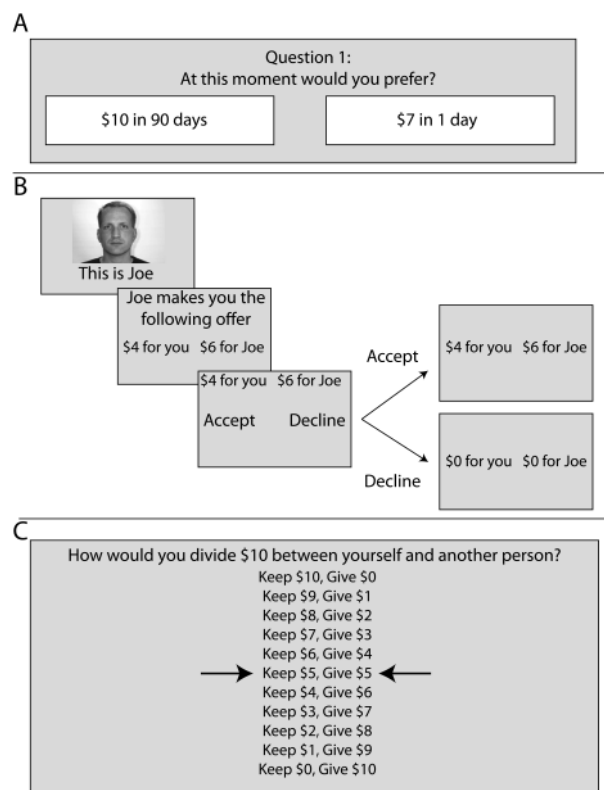 A
Question 1:
At this moment would you prefer?
$10 in 90 days
$7 in 1 day
B
This is Joe
Joe makes you the
following offer
$4 for you $6 for Joe
$4 for you $6 for Joe
Accept Decline
Accept
$4 for you $6 for Joe
Decline
$0 for you $0 for Joe
C
How would you divide $10 between yourself and another person?
Keep $10, Give $0
Keep $9, Give $1
Keep $8, Give $2
Keep $7, Give $3
Keep $6, Give $4
Keep $5, Give $5
Keep $4, Give $6
Keep $3, Give $7
Keep $2, Give $8
Keep $1, Give $9
Keep $0, Give $10